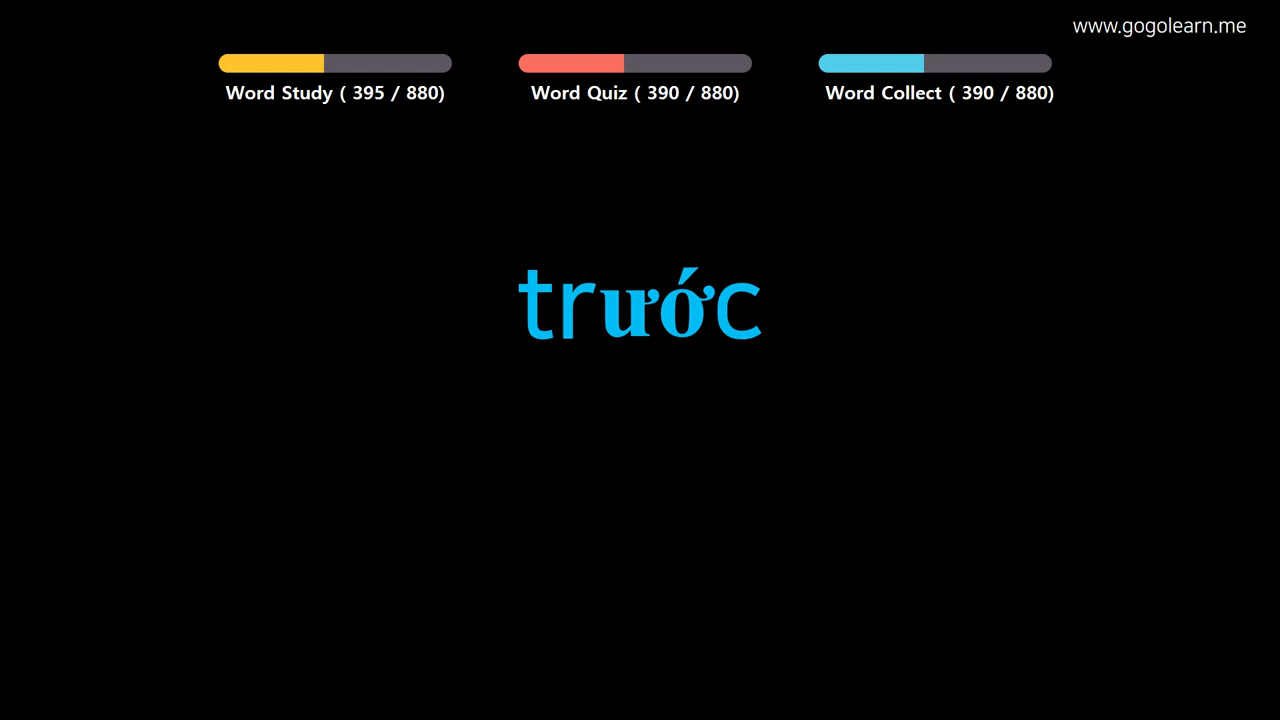 www.gogolearn.me
Word Study ( 395 / 880)
Word Quiz ( 390 / 880)
Word Collect ( 390 / 880)
trước